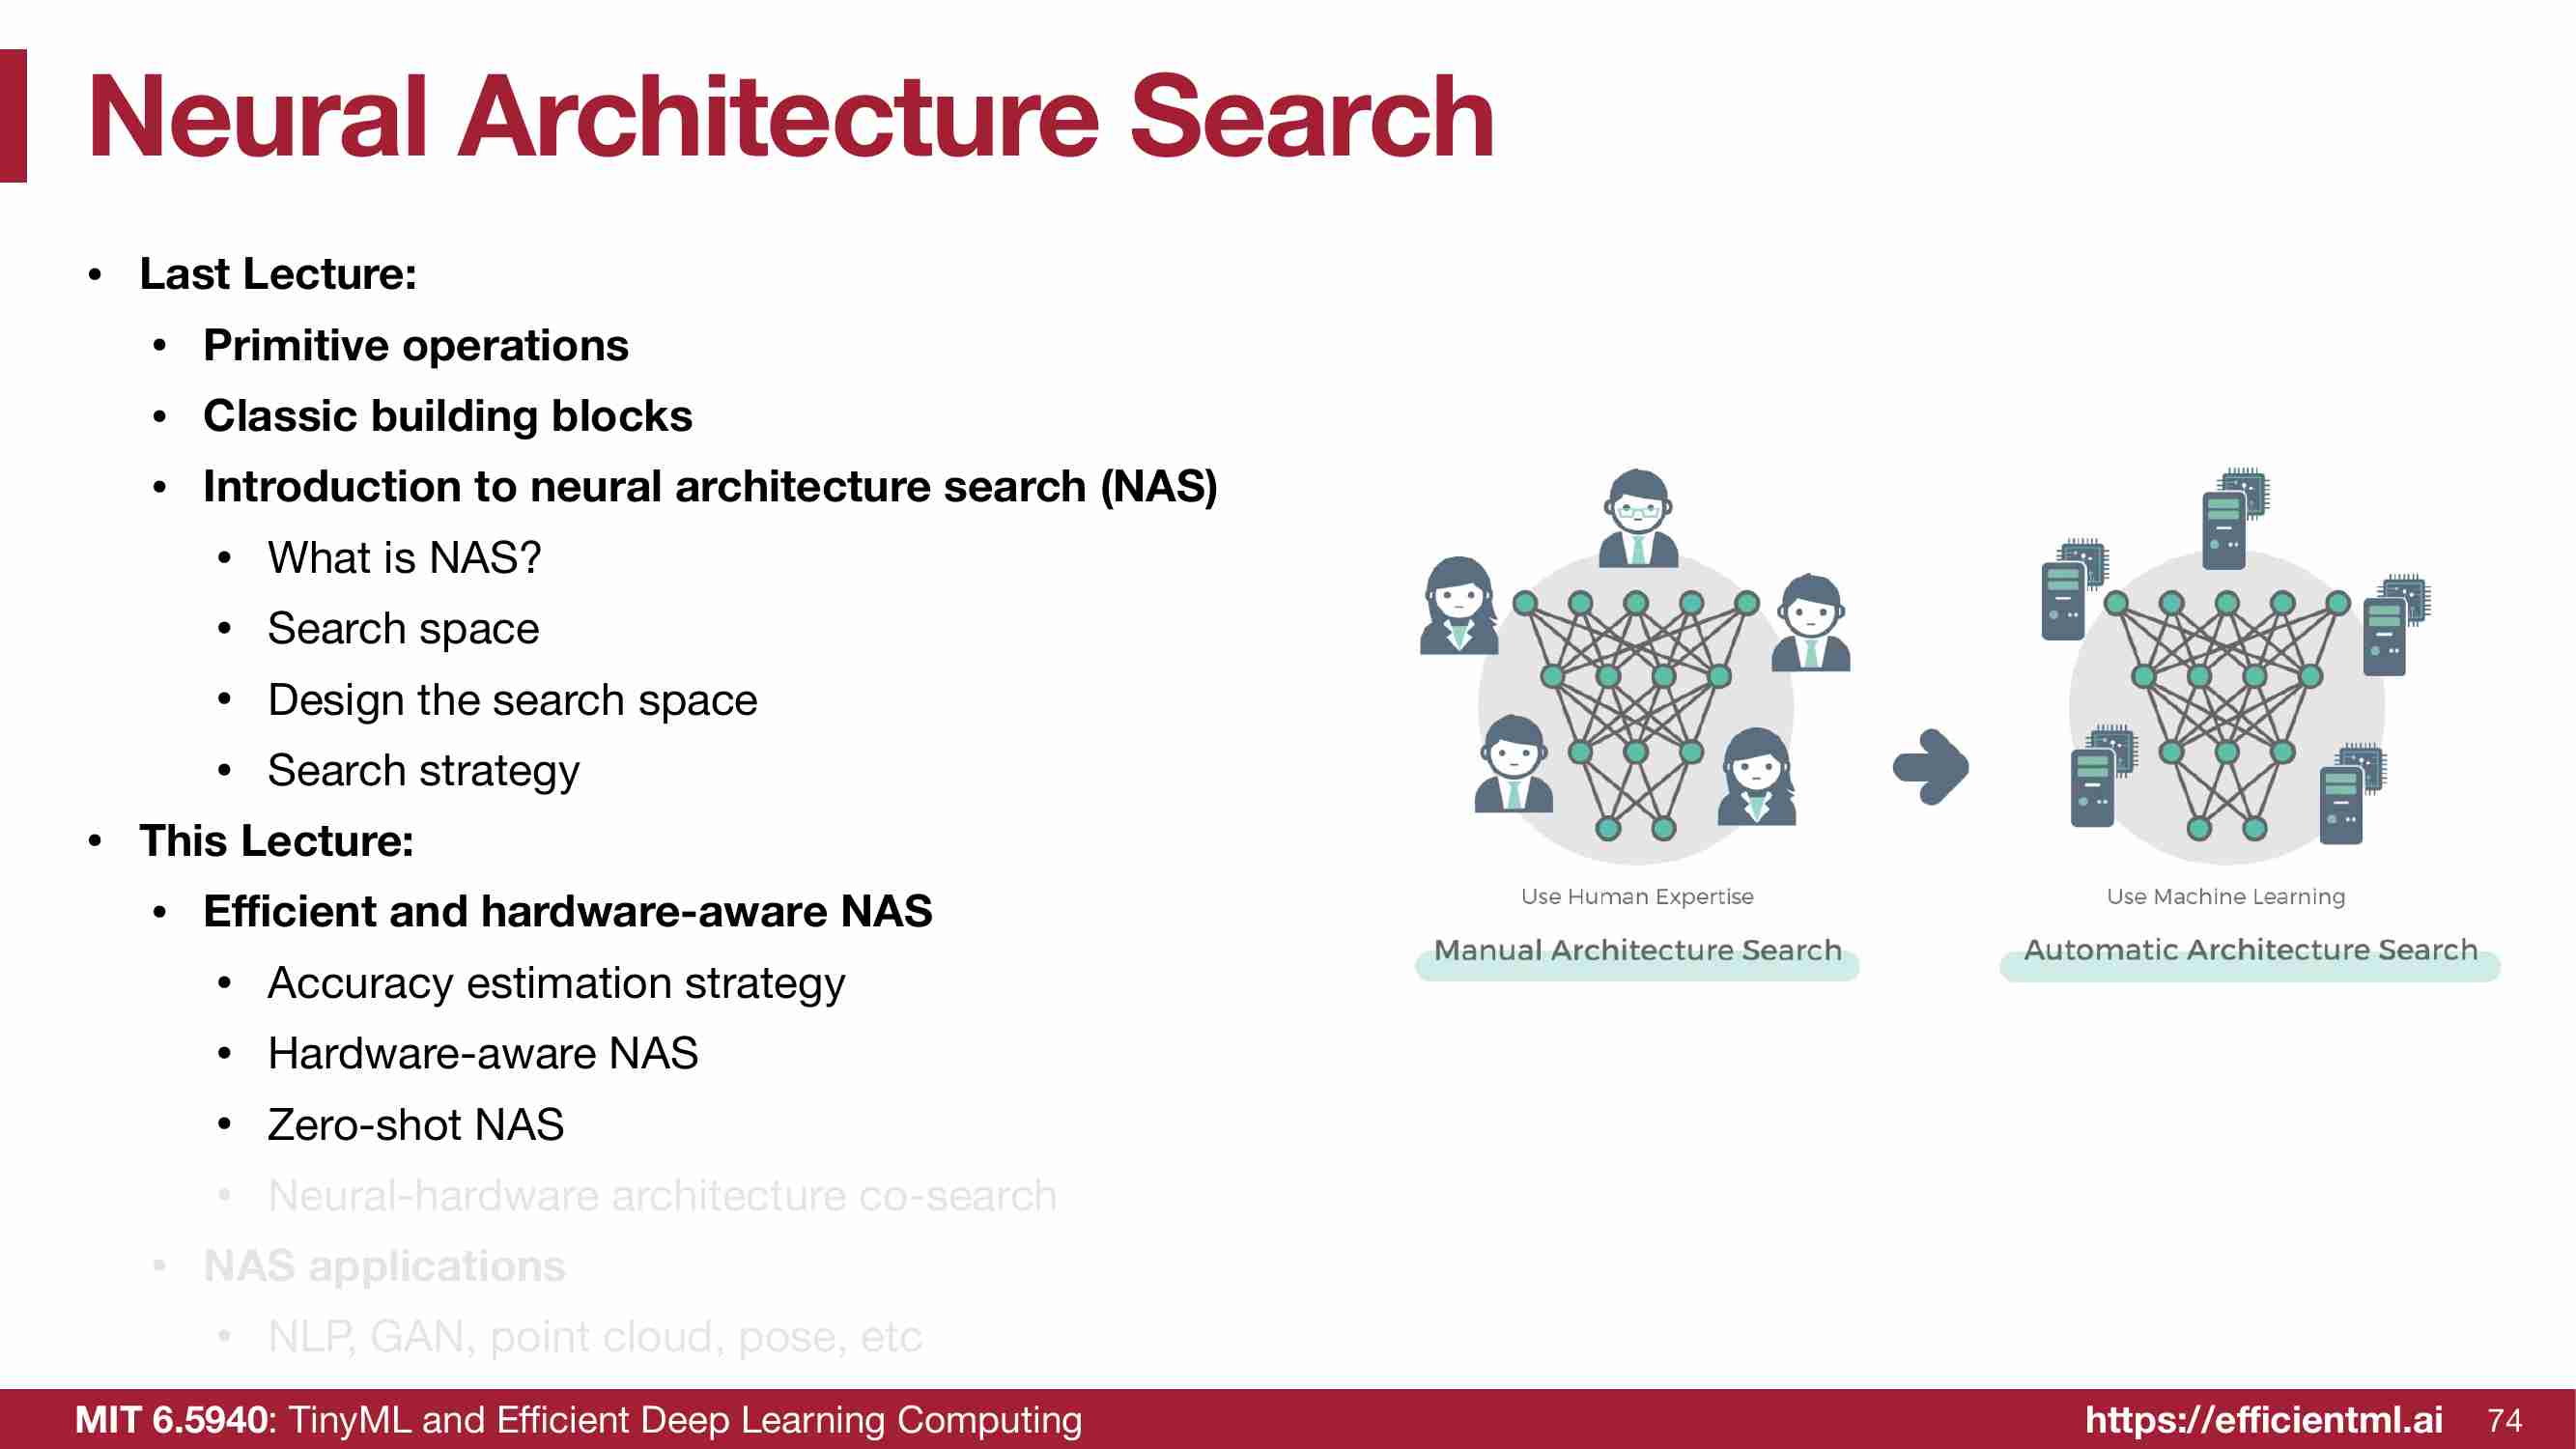 Neural Architecture Search
• Last Lecture:
• Primitive operations
• Classic building blocks
• Introduction to neural architecture search (NAS)
• What is NAS?
• Search space
• Design the search space
• Search strategy
• This Lecture:
• Efficient and hardware-aware NAS
• Accuracy estimation strategy
• Hardware-aware NAS
• Zero-shot NAS
• Neural-hardware architecture co-search
• NAS applications
• NLP, GAN, point cloud, pose, etc
Use Human Expertise
Manual Architecture Search
Use Machine Learning
Automatic Architecture Search
MIT 6.5940: TinyML and Efficient Deep Learning Computing
https://efficientml.ai 74